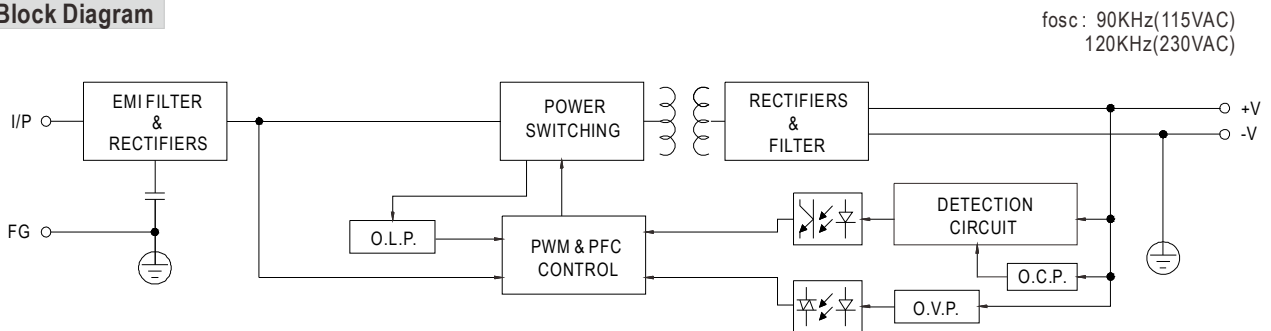 Block Diagram
fosc : 90KHz(115VAC)
120KHz(230VAC)
I/P
EMI FILTER
&
RECTIFIERS
POWER
SWITCHING
RECTIFIERS
&
FILTER
+V
-V
FG
O.L.P.
PWM & PFC
CONTROL
DETECTION
CIRCUIT
O.C.P.
O.V.P.